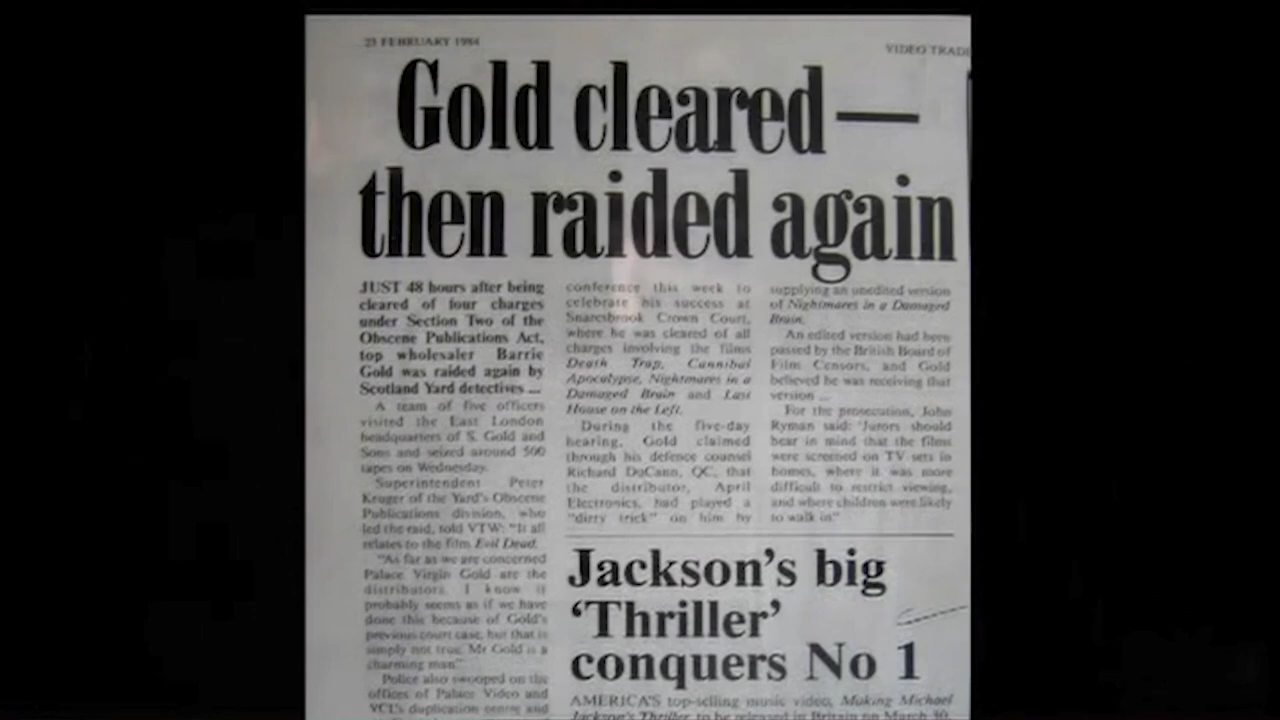 23 FEBRUARY 1984
VIDEO TRADE
Gold cleared —
then raided again
JUST 48 hours after being
cleared of four charges
under Section Two of the
Obscene Publications Act,
top wholesaler Barrie
Gold was raided again by
Scotland Yard detectives ...
A team of five officers
visited the East London
headquarters of S. Gold and
Sons and seized around 500
tapes on Wednesday.
Superintendent Peter
Kruger of the Yard's Obscene
Publications division, who
led the raid, told VTW: "It all
relates to the film Evil Dead.
"As far as we are concerned
Palace Virgin Gold are the
distributors. I know it
probably seems as if we have
done this because of Gold's
previous court case, but that is
simply not true. Mr Gold is a
charming man."
Police also swooped on the
offices of Palace Video and
VCL's duplication centre and
conference this week to
celebrate his success at
Snaresbrook Crown Court,
where he was cleared of all
charges involving the films
Death Trap, Cannibal
Apocalypse, Nightmares in a
Damaged Brain and Last
House on the Left.
During the five-day
hearing, Gold claimed
through his defence counsel
Richard DuCann, QC, that
the distributor, April
Electronics, had played a
"dirty trick" on him by
supplying an unedited version
of Nightmares in a Damaged
Brain.
An edited version had been
passed by the British Board of
Film Censors, and Gold
believed he was receiving that
version ...
For the prosecution, John
Ryman said: 'Jurors should
bear in mind that the films
were screened on TV sets in
homes, where it was more
difficult to restrict viewing,
and where children were likely
to walk in"
Jackson's big
'Thriller'
conquers No 1
AMERICA'S top-selling music video, Making Michael
Jackson's Thriller, to be released in Britain on March 30,